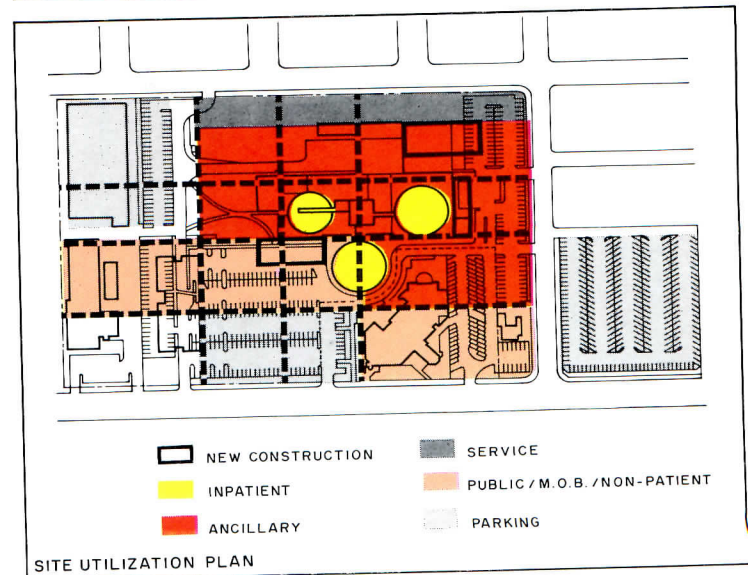 NEW CONSTRUCTION
INPATIENT
ANCILLARY
SERVICE
PUBLIC / M.O.B. / NON-PATIENT
PARKING
SITE UTILIZATION PLAN